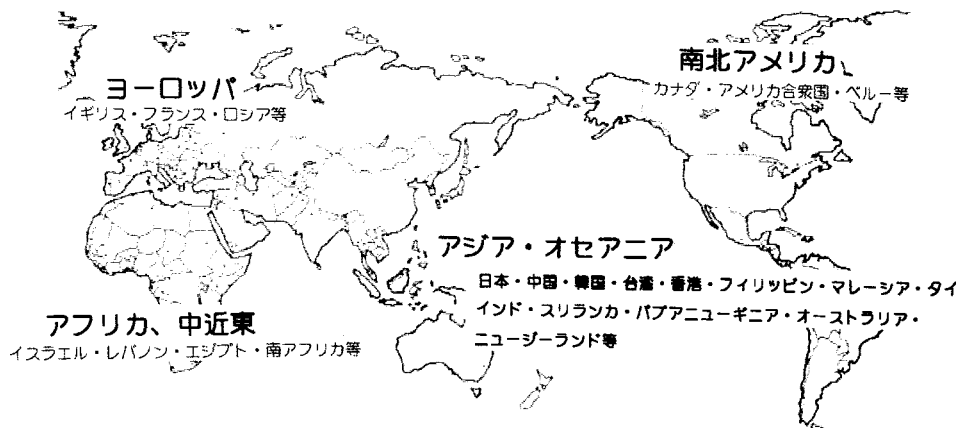 ヨーロッパ
イギリス・フランス・ロシア等
南北アメリカ
カナダ・アメリカ合衆国・ペルー等
アジア・オセアニア
日本・中国・韓国・台湾・香港・フィリッピン・マレーシア・タイ
インド・スリランカ・パプアニューギニア・オーストラリア・
ニュージーランド等
アフリカ、中近東
イスラエル・レバノン・エジプト・南アフリカ等